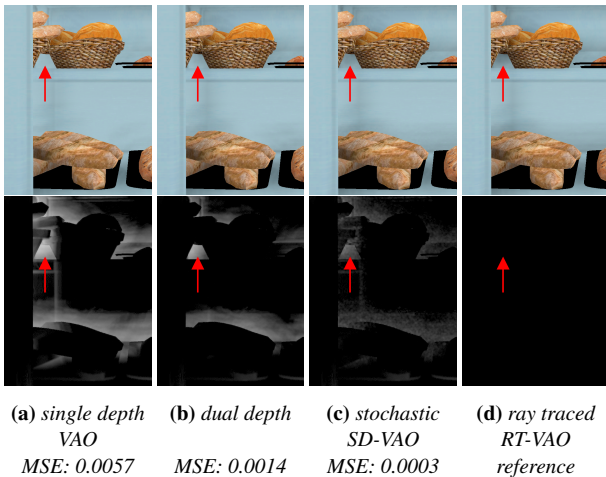 (a) single depth VAO MSE: 0.0057
(b) dual depth MSE: 0.0014
(c) stochastic SD-VAO MSE: 0.0003
(d) ray traced RT-VAO reference